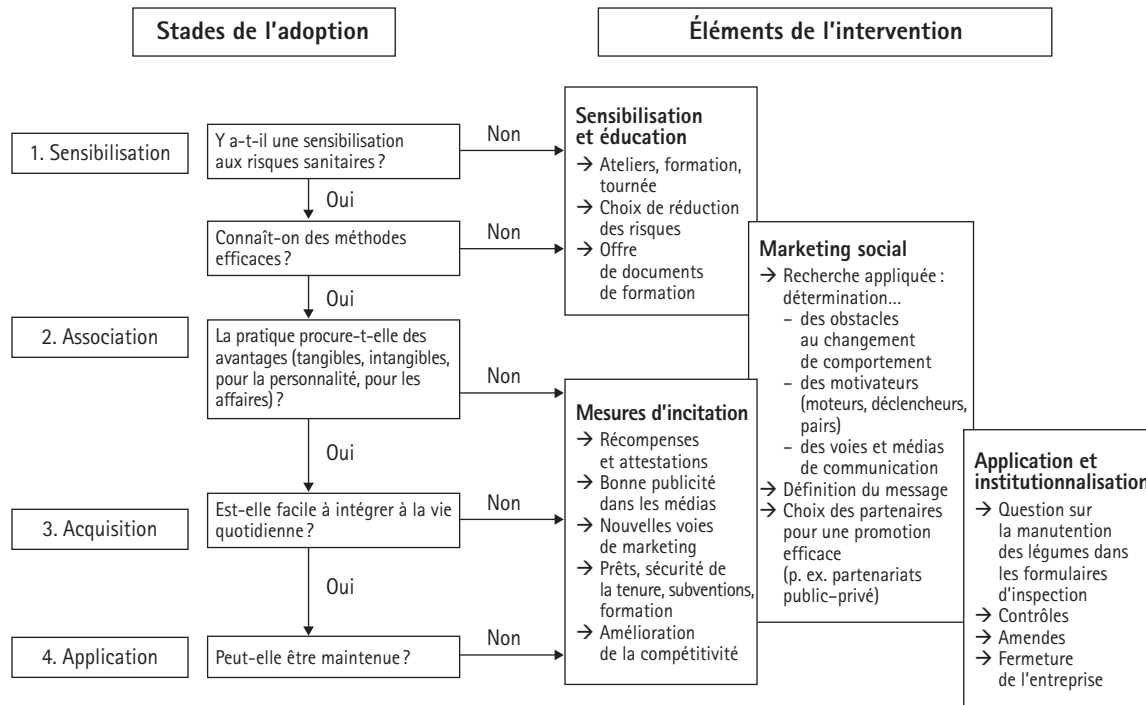 Stades de l'adoption
Éléments de l'intervention
1. Sensibilisation
Y a-t-il une sensibilisation
aux risques sanitaires ?
Non
Oui
Connaît-on des méthodes
efficaces ?
Non
Oui
2. Association
La pratique procure-t-elle des
avantages (tangibles, intangibles,
pour la personnalité, pour les
affaires) ?
Non
Oui
3. Acquisition
Est-elle facile à intégrer à la vie
quotidienne ?
Non
Oui
4. Application
Peut-elle être maintenue ?
Non
Sensibilisation
et éducation
→ Ateliers, formation,
tournée
→ Choix de réduction
des risques
→ Offre
de documents
de formation
Mesures d'incitation
→ Récompenses
et attestations
→ Bonne publicité
dans les médias
→ Nouvelles voies
de marketing
→ Prêts, sécurité de
la tenure, subventions,
formation
→ Amélioration
de la compétitivité
Marketing social
→ Recherche appliquée :
détermination...
– des obstacles
au changement
de comportement
– des motivateurs
(moteurs, déclencheurs,
pairs)
– des voies et médias
de communication
→ Définition du message
→ Choix des partenaires
pour une promotion
efficace
(p. ex. partenariats
public–privé)
Application et
institutionnalisation
→ Question sur
la manutention
des légumes dans
les formulaires
d'inspection
→ Contrôles
→ Amendes
→ Fermeture
de l'entreprise